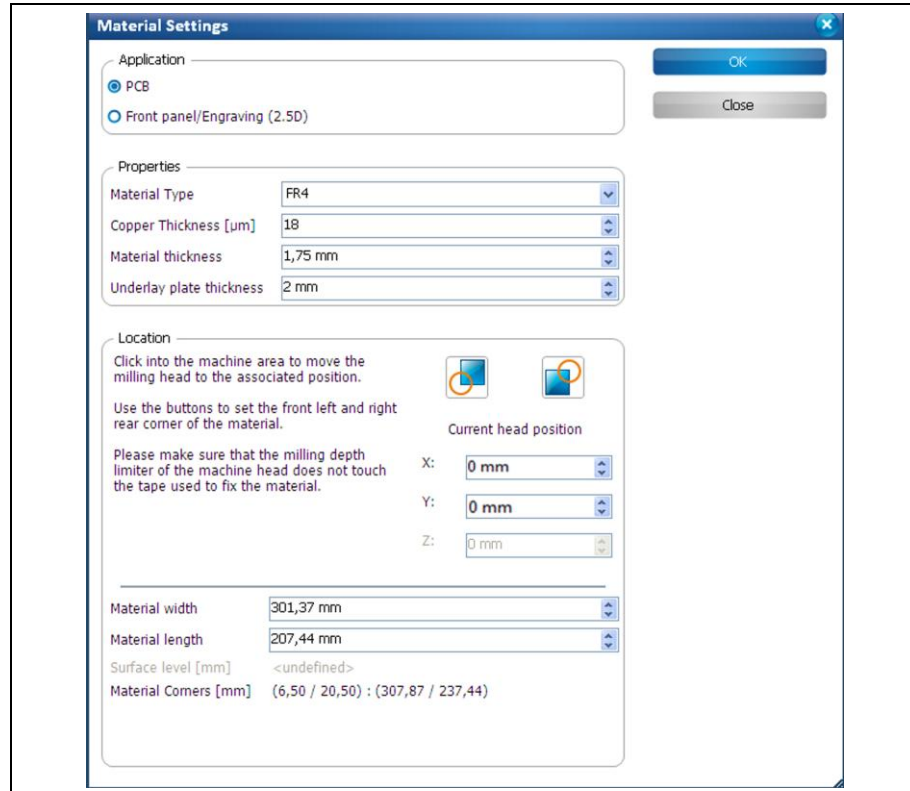 Material Settings
Application
OK
PCB
Close
Front panel/Engraving (2.5D)
Properties
Material Type FR4
Copper Thickness [µm] 18
Material thickness 1,75 mm
Underlay plate thickness 2 mm
Location
Click into the machine area to move the
milling head to the associated position.
Use the buttons to set the front left and right
rear corner of the material.
Current head position
Please make sure that the milling depth
limiter of the machine head does not touch
the tape used to fix the material.
X: 0 mm
Y: 0 mm
Z: 0 mm
Material width 301,37 mm
Material length 207,44 mm
Surface level [mm] <undefined>
Material Corners [mm] (6,50 / 20,50) : (307,87 / 237,44)